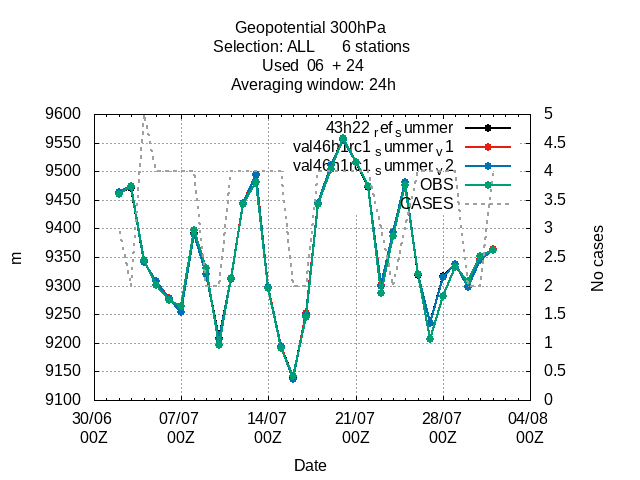 Geopotential 300hPa
Selection: ALL 6 stations
Used 06 + 24
Averaging window: 24h
9600
9550
9500
9450
9400
9350
9300
9250
9200
9150
9100
m
5
4.5
4
3.5
3
2.5
2
1.5
1
0.5
0
No cases
43h22 ref summer
val46h1rc1 summer v1
val46h1rc1 summer v2
OBS
CASES
30/06 07/07 14/07 21/07 28/07 04/08
00Z 00Z 00Z 00Z 00Z 00Z
Date